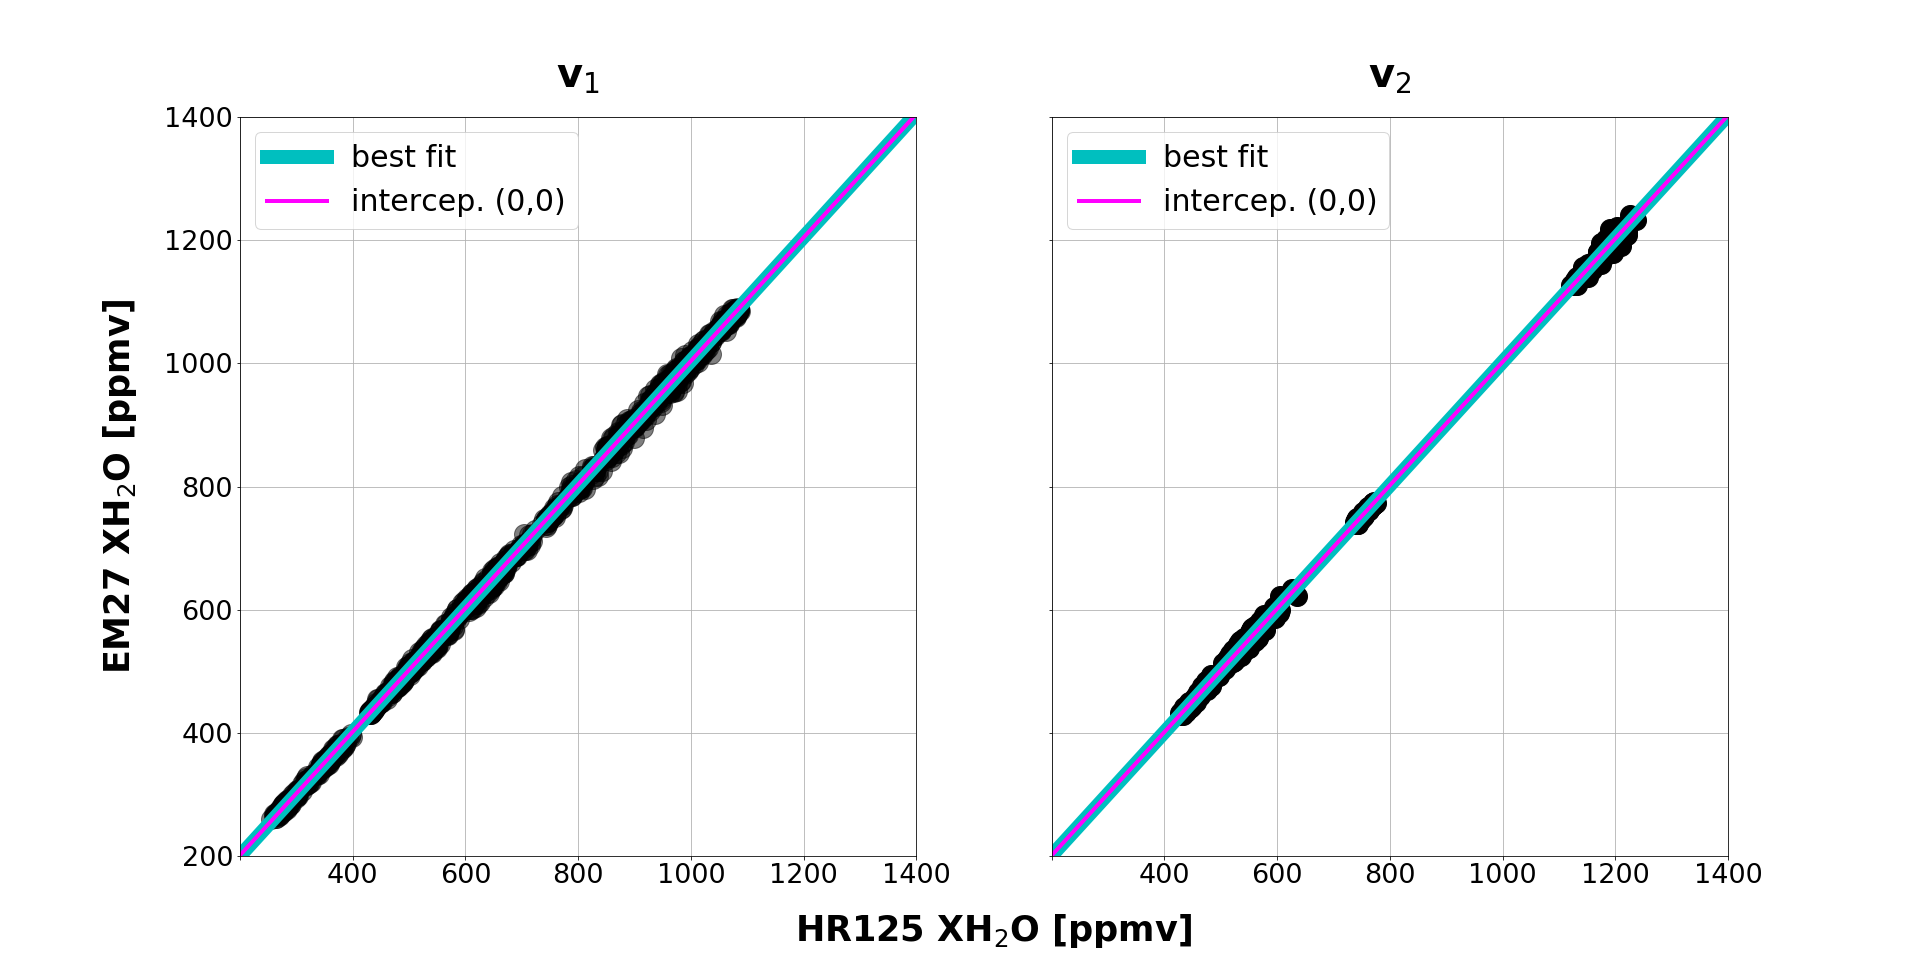 v₁
v₂
1400
1200
1000
800
600
400
200
EM27 XH₂O [ppmv]
best fit
intercep. (0,0)
best fit
intercep. (0,0)
400 600 800 1000 1200 1400
400 600 800 1000 1200 1400
HR125 XH₂O [ppmv]